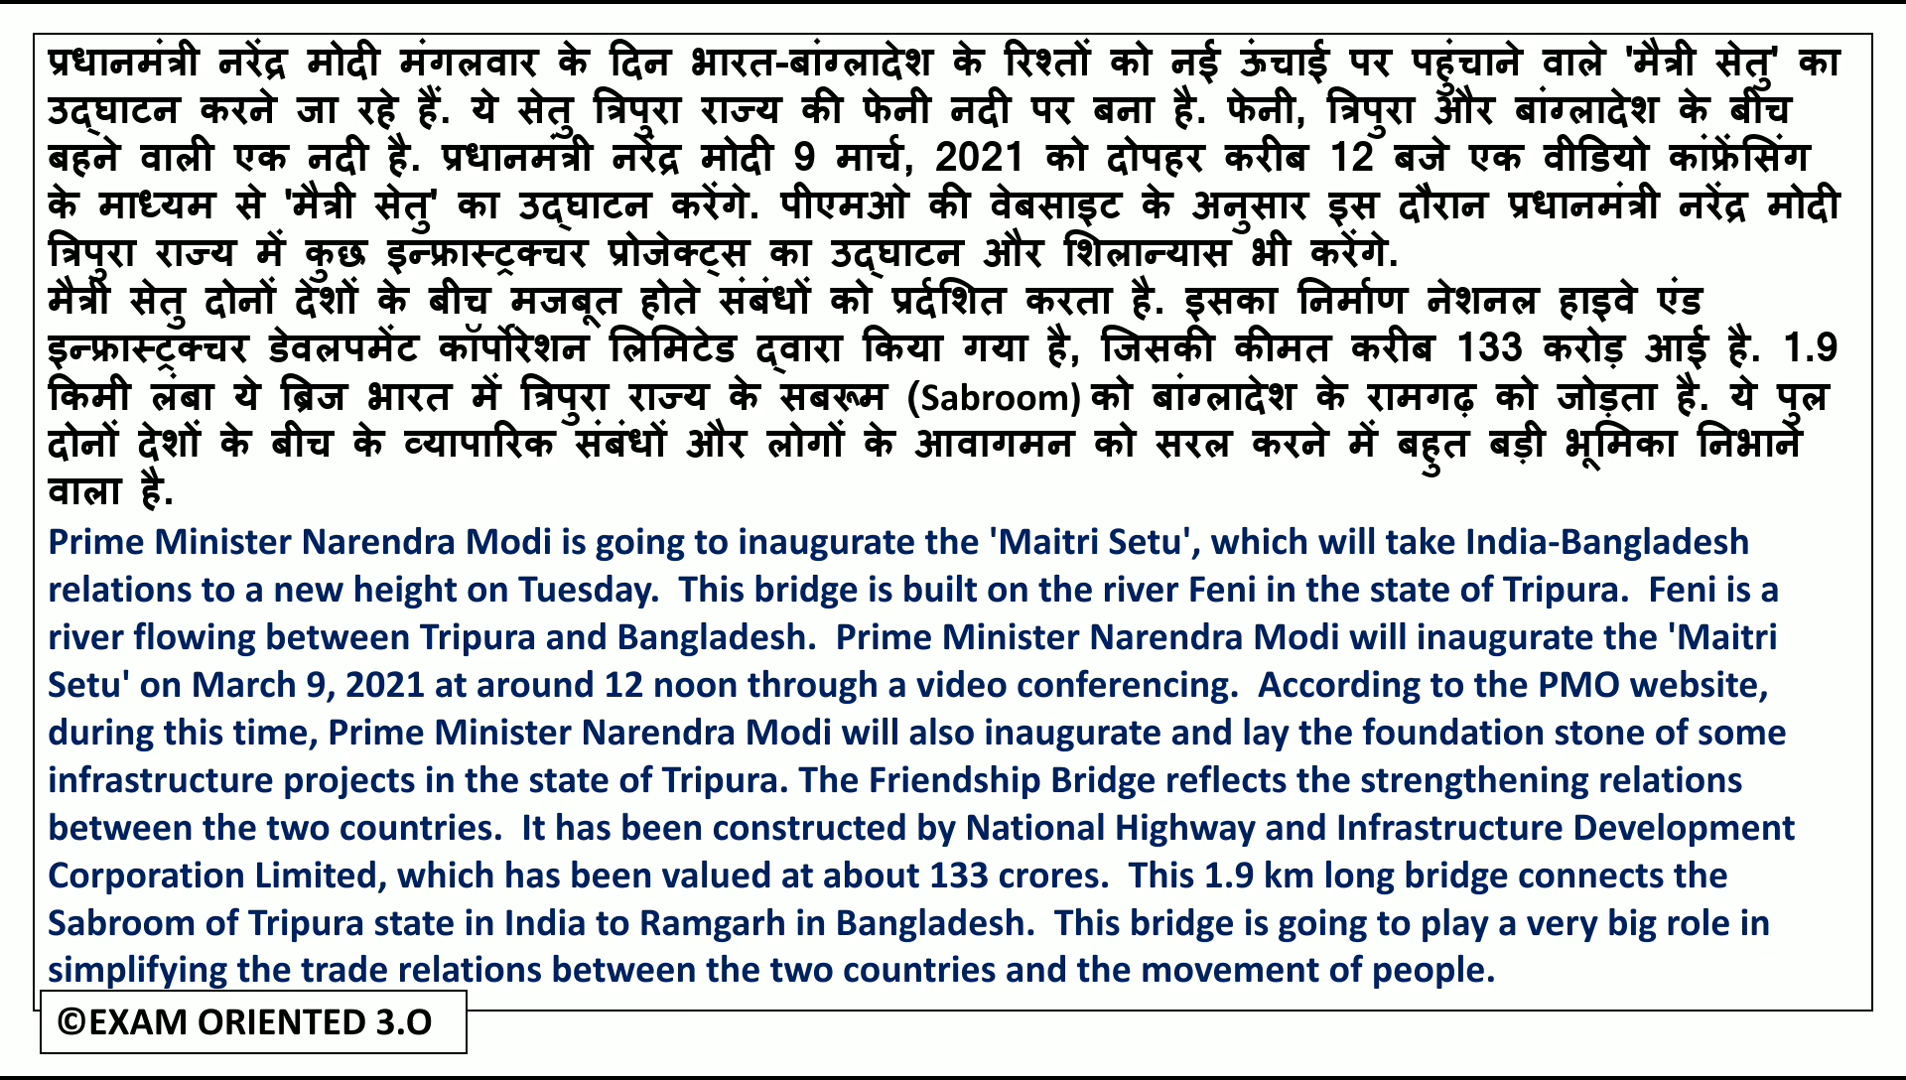 प्रधानमंत्री नरेंद्र मोदी मंगलवार के दिन भारत-बांग्लादेश के रिश्तों को नई ऊंचाई पर पहुंचाने वाले 'मैत्री सेतु' का
उद्घाटन करने जा रहे हैं. ये सेतु त्रिपुरा राज्य की फेनी नदी पर बना है. फेनी, त्रिपुरा और बांग्लादेश के बीच
बहने वाली एक नदी है. प्रधानमंत्री नरेंद्र मोदी 9 मार्च, 2021 को दोपहर करीब 12 बजे एक वीडियो कांफ्रेंसिंग
के माध्यम से 'मैत्री सेतु' का उद्घाटन करेंगे. पीएमओ की वेबसाइट के अनुसार इस दौरान प्रधानमंत्री नरेंद्र मोदी
त्रिपुरा राज्य में कुछ इन्फ्रास्ट्रक्चर प्रोजेक्ट्स का उद्घाटन और शिलान्यास भी करेंगे.
मैत्री सेतु दोनों देशों के बीच मजबूत होते संबंधों को प्रर्दशित करता है. इसका निर्माण नेशनल हाइवे एंड
इन्फ्रास्ट्रक्चर डेवलपमेंट कॉर्पोरेशन लिमिटेड द्वारा किया गया है, जिसकी कीमत करीब 133 करोड़ आई है. 1.9
किमी लंबा ये ब्रिज भारत में त्रिपुरा राज्य के सबरूम (Sabroom) को बांग्लादेश के रामगढ़ को जोड़ता है. ये पुल
दोनों देशों के बीच के व्यापारिक संबंधों और लोगों के आवागमन को सरल करने में बहुत बड़ी भूमिका निभाने
वाला है.
Prime Minister Narendra Modi is going to inaugurate the 'Maitri Setu', which will take India-Bangladesh
relations to a new height on Tuesday.  This bridge is built on the river Feni in the state of Tripura.  Feni is a
river flowing between Tripura and Bangladesh.  Prime Minister Narendra Modi will inaugurate the 'Maitri
Setu' on March 9, 2021 at around 12 noon through a video conferencing.  According to the PMO website,
during this time, Prime Minister Narendra Modi will also inaugurate and lay the foundation stone of some
infrastructure projects in the state of Tripura. The Friendship Bridge reflects the strengthening relations
between the two countries.  It has been constructed by National Highway and Infrastructure Development
Corporation Limited, which has been valued at about 133 crores.  This 1.9 km long bridge connects the
Sabroom of Tripura state in India to Ramgarh in Bangladesh.  This bridge is going to play a very big role in
simplifying the trade relations between the two countries and the movement of people.
©EXAM ORIENTED 3.O